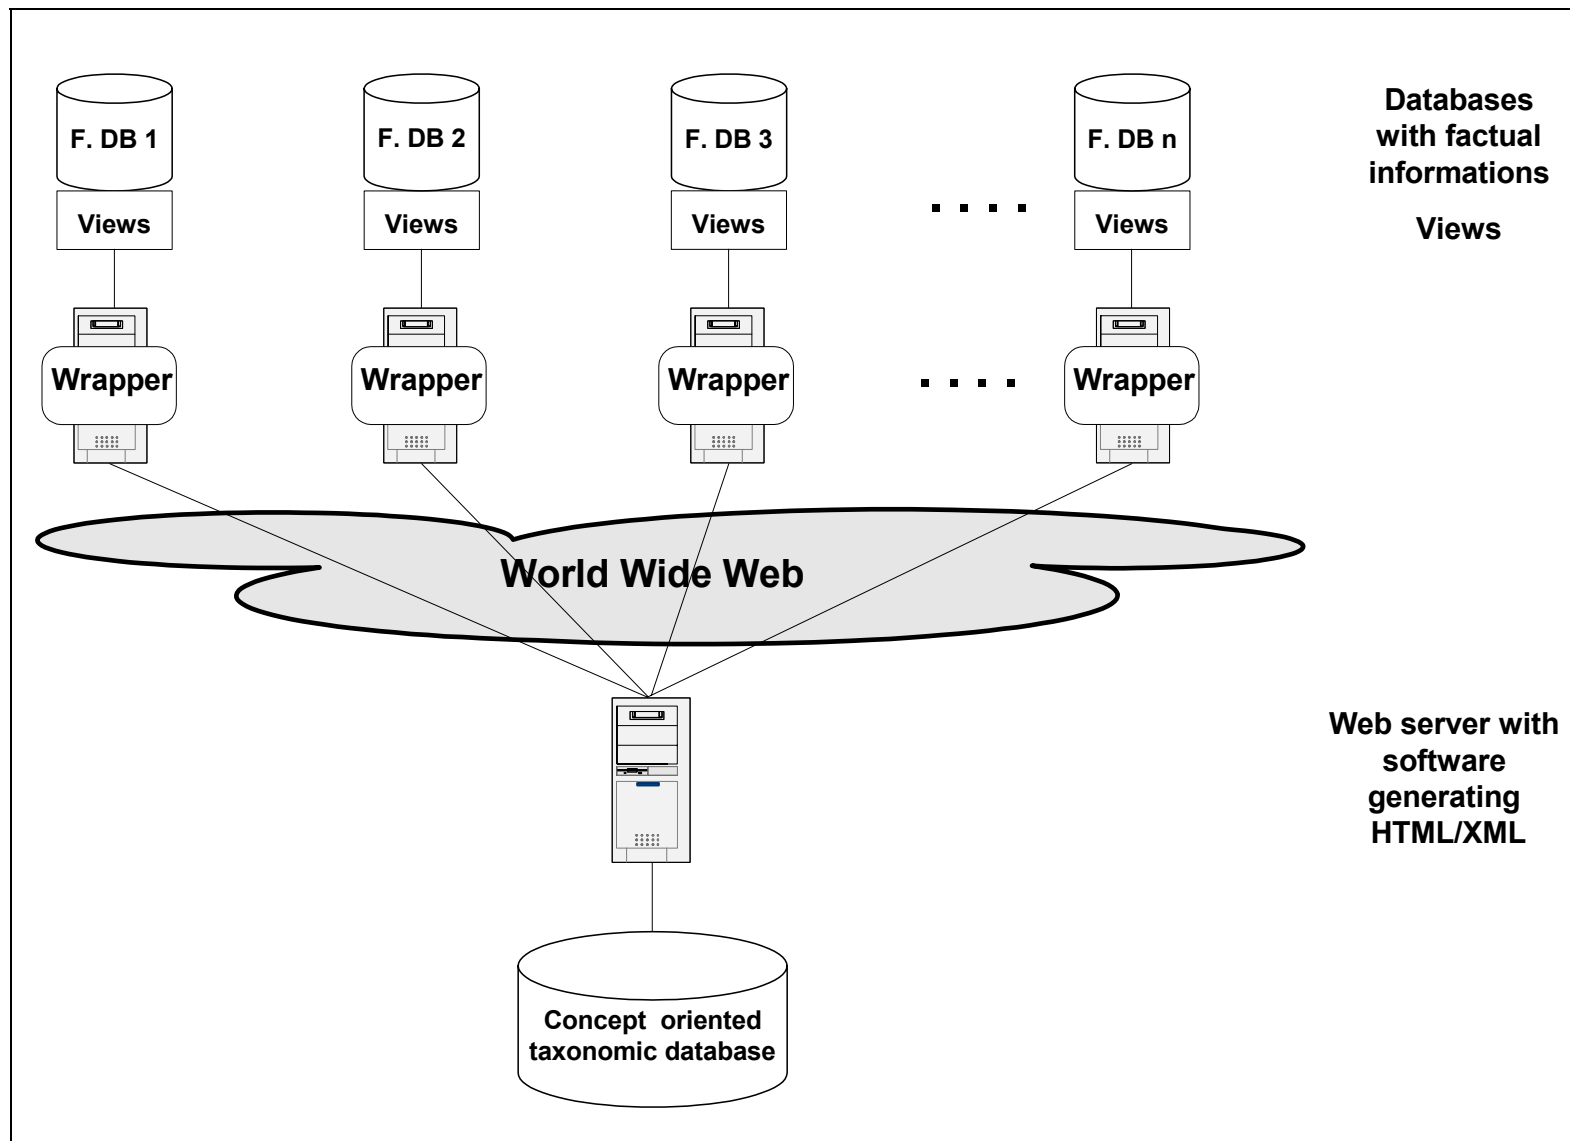 F. DB 1
F. DB 2
F. DB 3
F. DB n
Databases
with factual
informations
Views
Views
Views
. . . .
Views
Views
Wrapper
Wrapper
Wrapper
. . . .
Wrapper
World Wide Web
Web server with
software
generating
HTML/XML
Concept oriented
taxonomic database